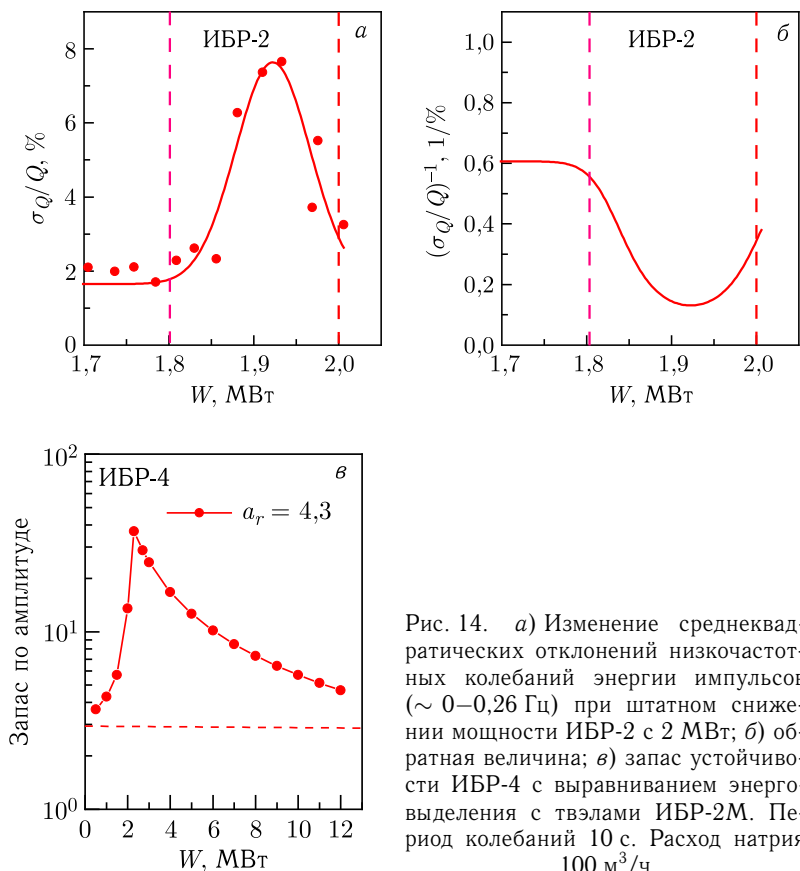 ИБР-2
а
8
6
4
2
0
σ_Q/Q, %
1,7
1,8
1,9
2,0
W, МВт
ИБР-2
б
1,0
0,8
0,6
0,4
0,2
0,0
(σ_Q/Q)^{−1}, 1/%
1,7
1,8
1,9
2,0
W, МВт
ИБР-4
в
a_r = 4,3
10^2
10^1
10^0
Запас по амплитуде
0
2
4
6
8
10
12
W, МВт
Рис. 14. а) Изменение среднеквад-
ратических отклонений низкочастот-
ных колебаний энергии импульсов
(∼ 0−0,26 Гц) при штатном сниже-
нии мощности ИБР-2 с 2 МВт; б) об-
ратная величина; в) запас устойчиво-
сти ИБР-4 с выравниванием энерго-
выделения с твэлами ИБР-2М. Пе-
риод колебаний 10 с. Расход натрия
100 м^3/ч